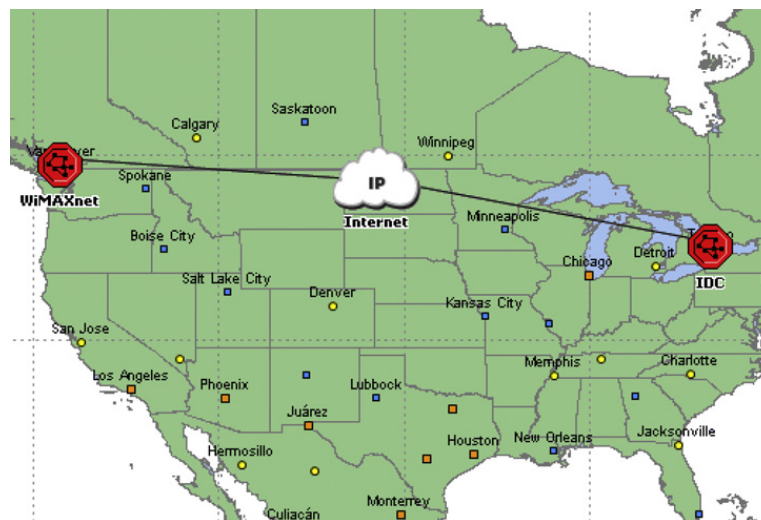 Saskatoon
Calgary
Winnipeg
Spokane
IP
WiMAXnet
Internet
Minneapolis
Boise City
Detroit
Chicago
Salt Lake City
IDC
Denver
Kansas City
San Jose
Memphis
Charlotte
Los Angeles
Phoenix
Lubbock
Juárez
Jacksonville
New Orleans
Houston
Hermosillo
Monterrey
Culiacán